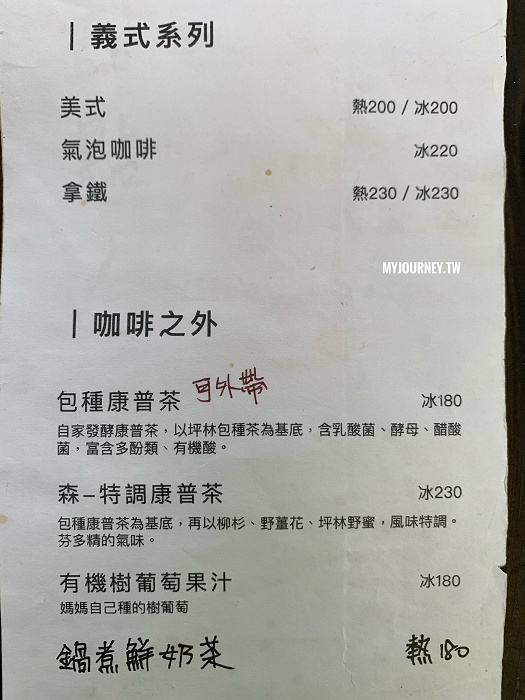 ｜義式系列
美式 熱200 / 冰200
氣泡咖啡 冰220
拿鐵 熱230 / 冰230
MYJOURNEY.TW
｜咖啡之外
包種康普茶 可外帶 冰180
自家發酵康普茶，以坪林包種茶為基底，含乳酸菌、酵母、醋酸
菌，富含多酚類、有機酸。
森–特調康普茶 冰230
包種康普茶為基底，再以柳杉、野薑花、坪林野蜜，風味特調。
芬多精的氣味。
有機樹葡萄果汁 冰180
媽媽自己種的樹葡萄
鍋煮鮮奶茶 熱180